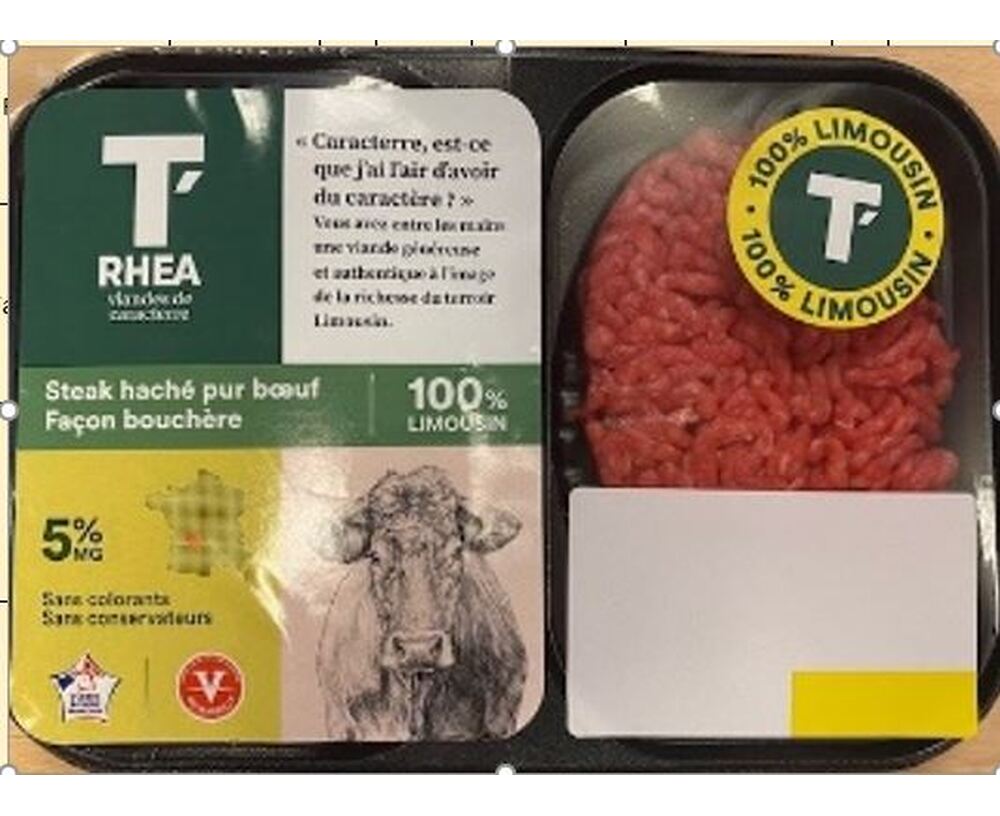 T
RHEA
viandes de
caracterre
« Caracterre, est-ce
que j'ai l'air d'avoir
du caractère ? »
Vous avez entre les mains
une viande généreuse
et authentique à l'image
de la richesse du terroir
Limousin.
Steak haché pur bœuf
Façon bouchère
100%
LIMOUSIN
5%
MG
Sans colorants
Sans conservateurs
V
100% LIMOUSIN
T
100% LIMOUSIN